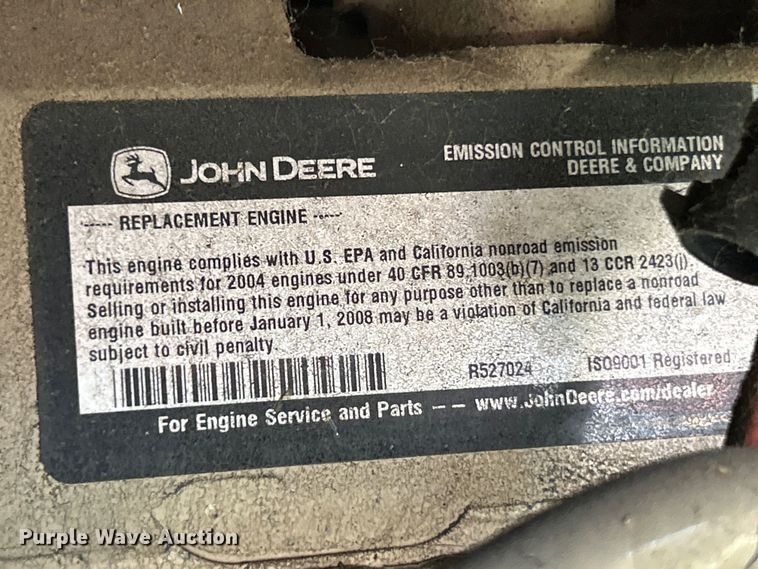 JOHN DEERE
EMISSION CONTROL INFORMATION
DEERE & COMPANY
----- REPLACEMENT ENGINE -----
This engine complies with U.S. EPA and California nonroad emission
requirements for 2004 engines under 40 CFR 89.1003(b)(7) and 13 CCR 2423(j).
Selling or installing this engine for any purpose other than to replace a nonroad
engine built before January 1, 2008 may be a violation of California and federal law
subject to civil penalty.
R527024
ISO9001 Registered
For Engine Service and Parts -- www.JohnDeere.com/dealer
Purple Wave Auction